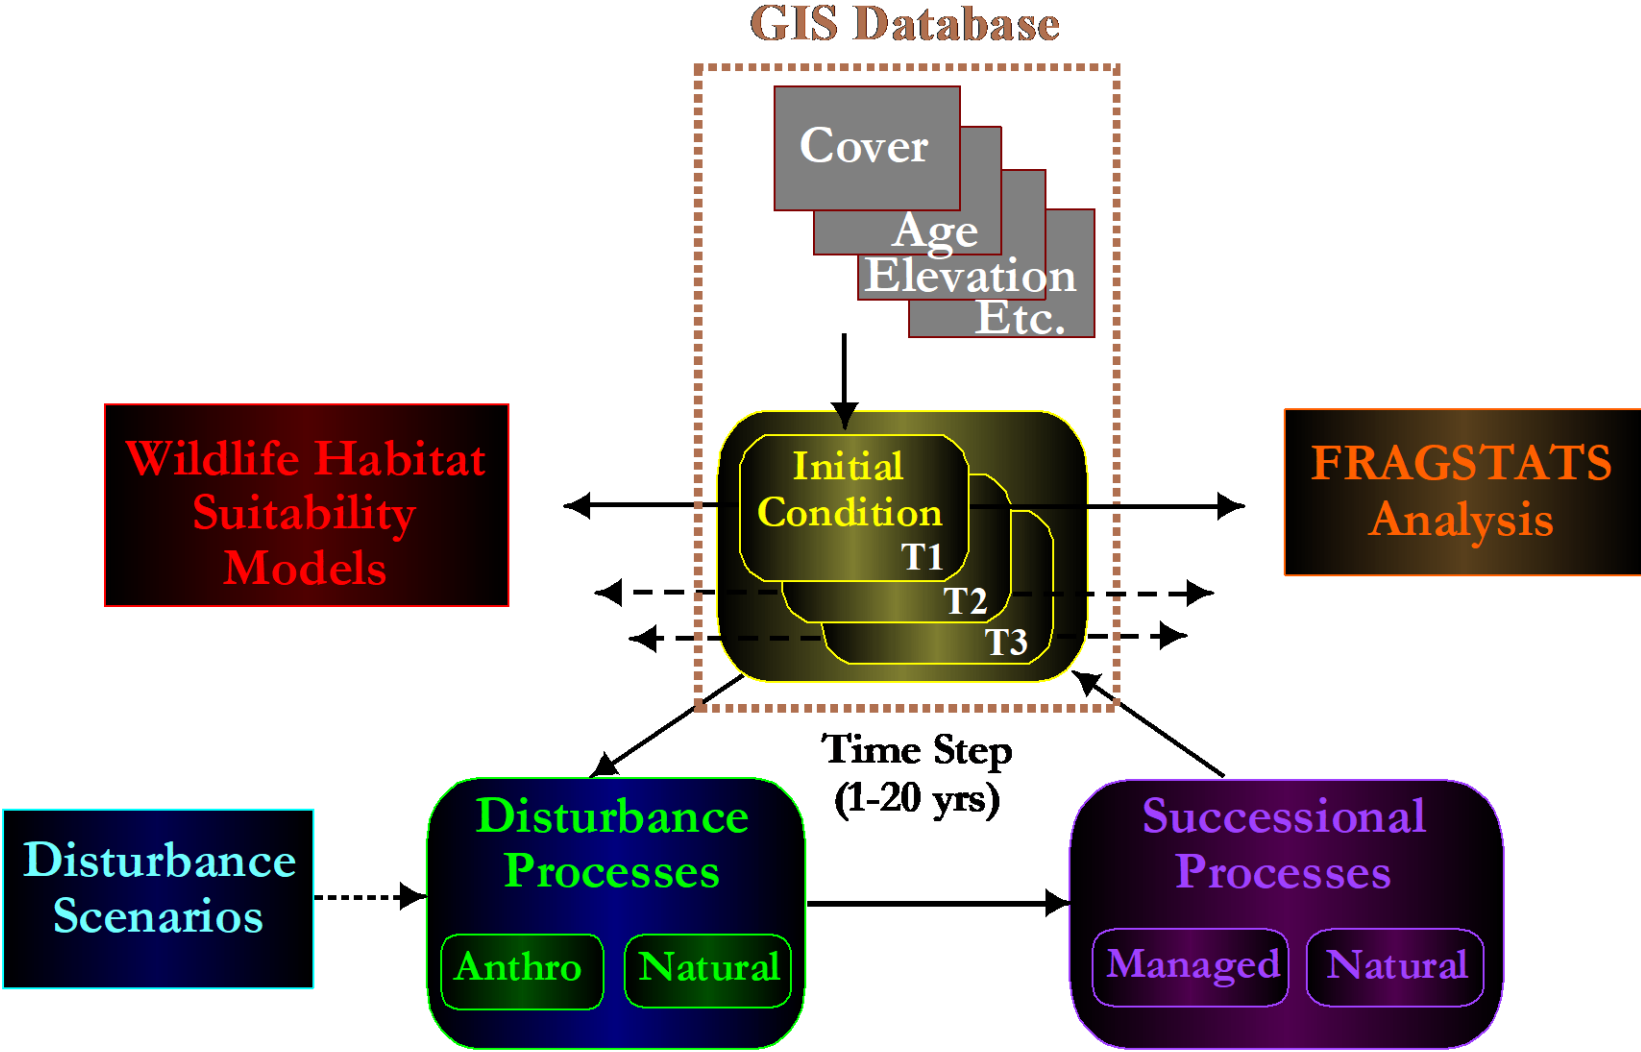 GIS Database
Cover
Age
Elevation
Etc.
Wildlife Habitat
Suitability
Models
Initial
Condition
T1
T2
T3
FRAGSTATS
Analysis
Time Step
(1-20 yrs)
Disturbance
Scenarios
Disturbance
Processes
Anthro
Natural
Successional
Processes
Managed
Natural